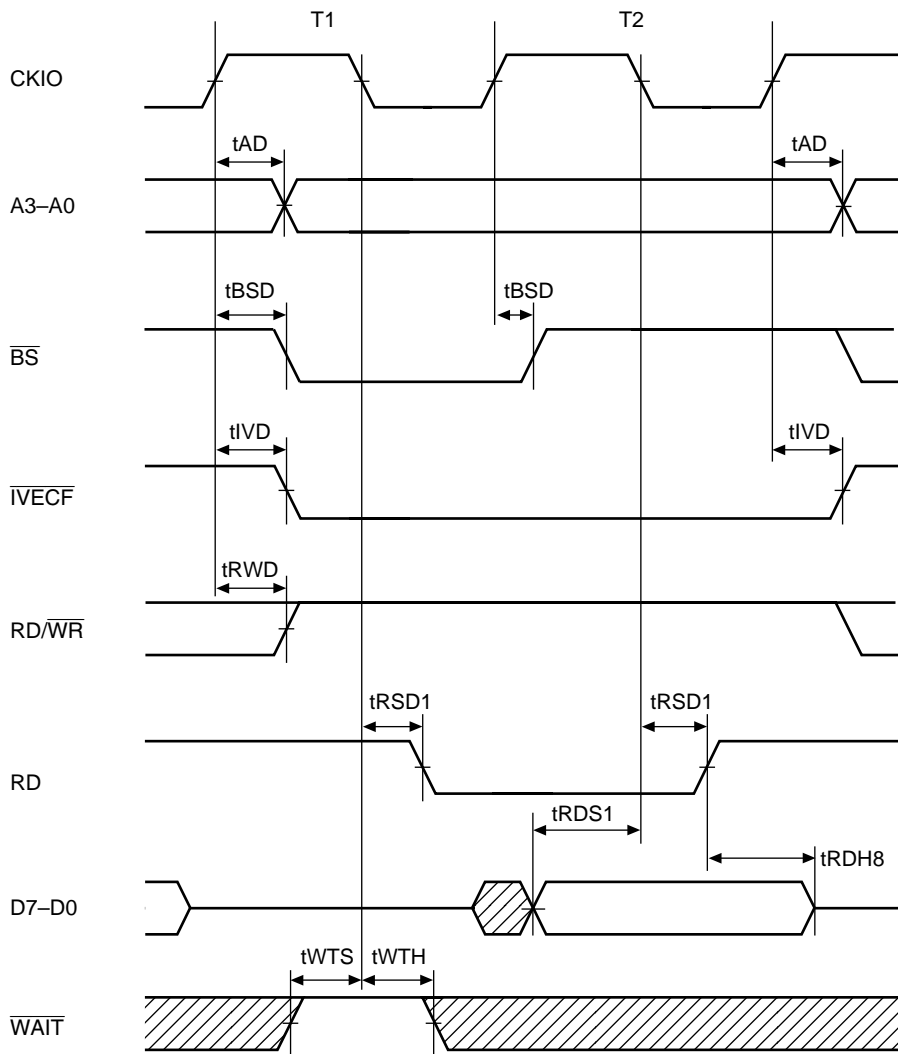 T1 T2
CKIO
tAD tAD
A3–A0
tBSD tBSD
BS
tIVD tIVD
IVECF
tRWD
RD/WR
tRSD1 tRSD1
RD
tRDS1
tRDH8
D7–D0
tWTS tWTH
WAIT